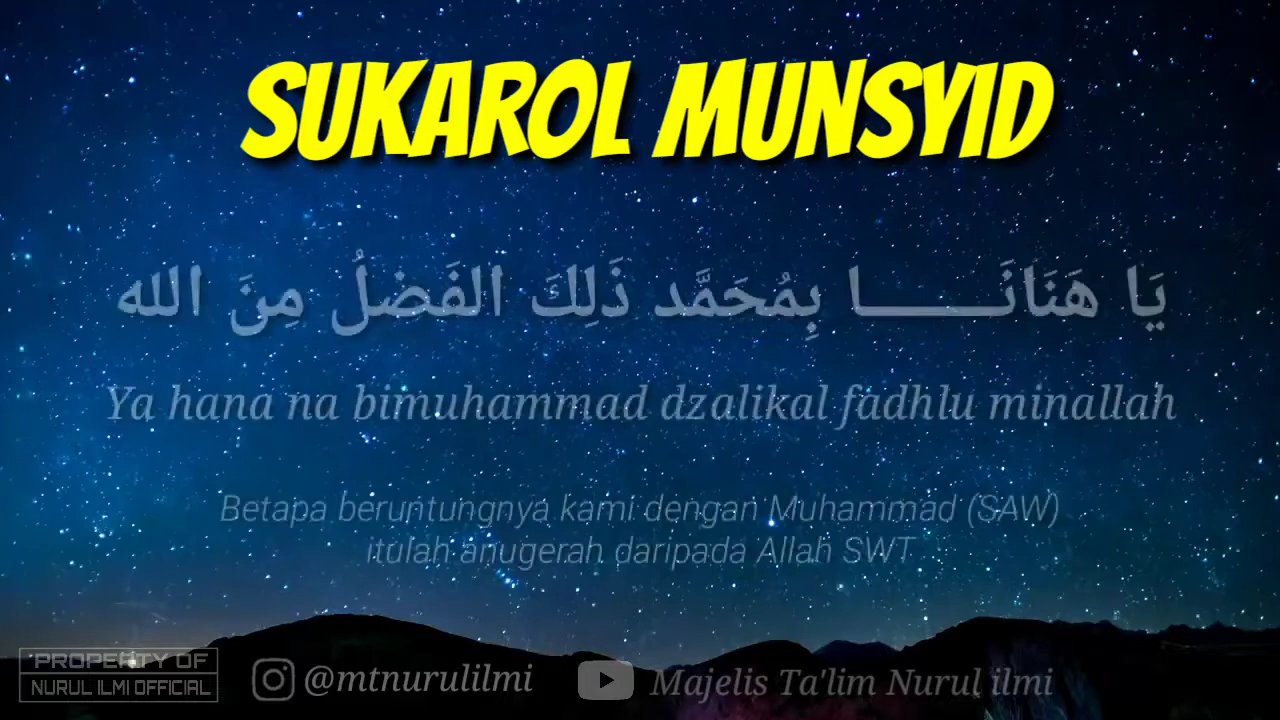 SUKAROL MUNSYID
يَا هَنَانَـــــــا بِمُحَمَّد ذَلِكَ الفَضلُ مِنَ الله
Ya hana na bimuhammad dzalikal fadhlu minallah
Betapa beruntungnya kami dengan Muhammad (SAW)
itulah anugerah daripada Allah SWT
PROPERTY OF
NURUL ILMI OFFICIAL
@mtnurulilmi
Majelis Ta'lim Nurul ilmi